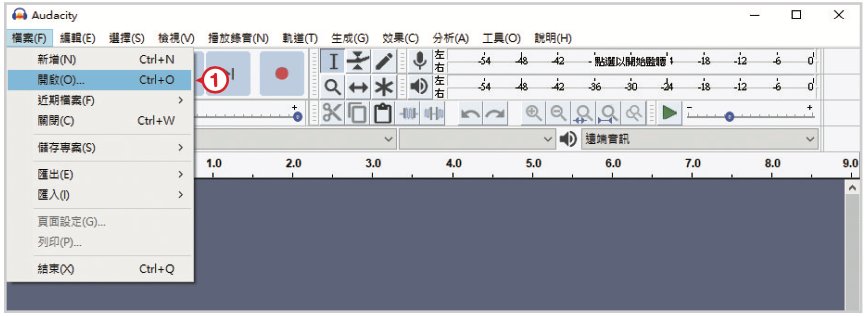 Audacity
檔案(F) 編輯(E) 選擇(S) 檢視(V) 播放錄音(N) 軌道(T) 生成(G) 效果(C) 分析(A) 工具(O) 說明(H)
新增(N) Ctrl+N
開啟(O)... Ctrl+O
1
近期檔案(F)
關閉(C) Ctrl+W
儲存專案(S)
匯出(E)
匯入(I)
頁面設定(G)...
列印(P)...
結束(X) Ctrl+Q
左
右
-54 -48 -42 - 點選以開始監聽 -18 -12 -6 0
左
右
-54 -48 -42 -36 -30 -24 -18 -12 -6 0
- +
遠端音訊
1.0 2.0 3.0 4.0 5.0 6.0 7.0 8.0 9.0